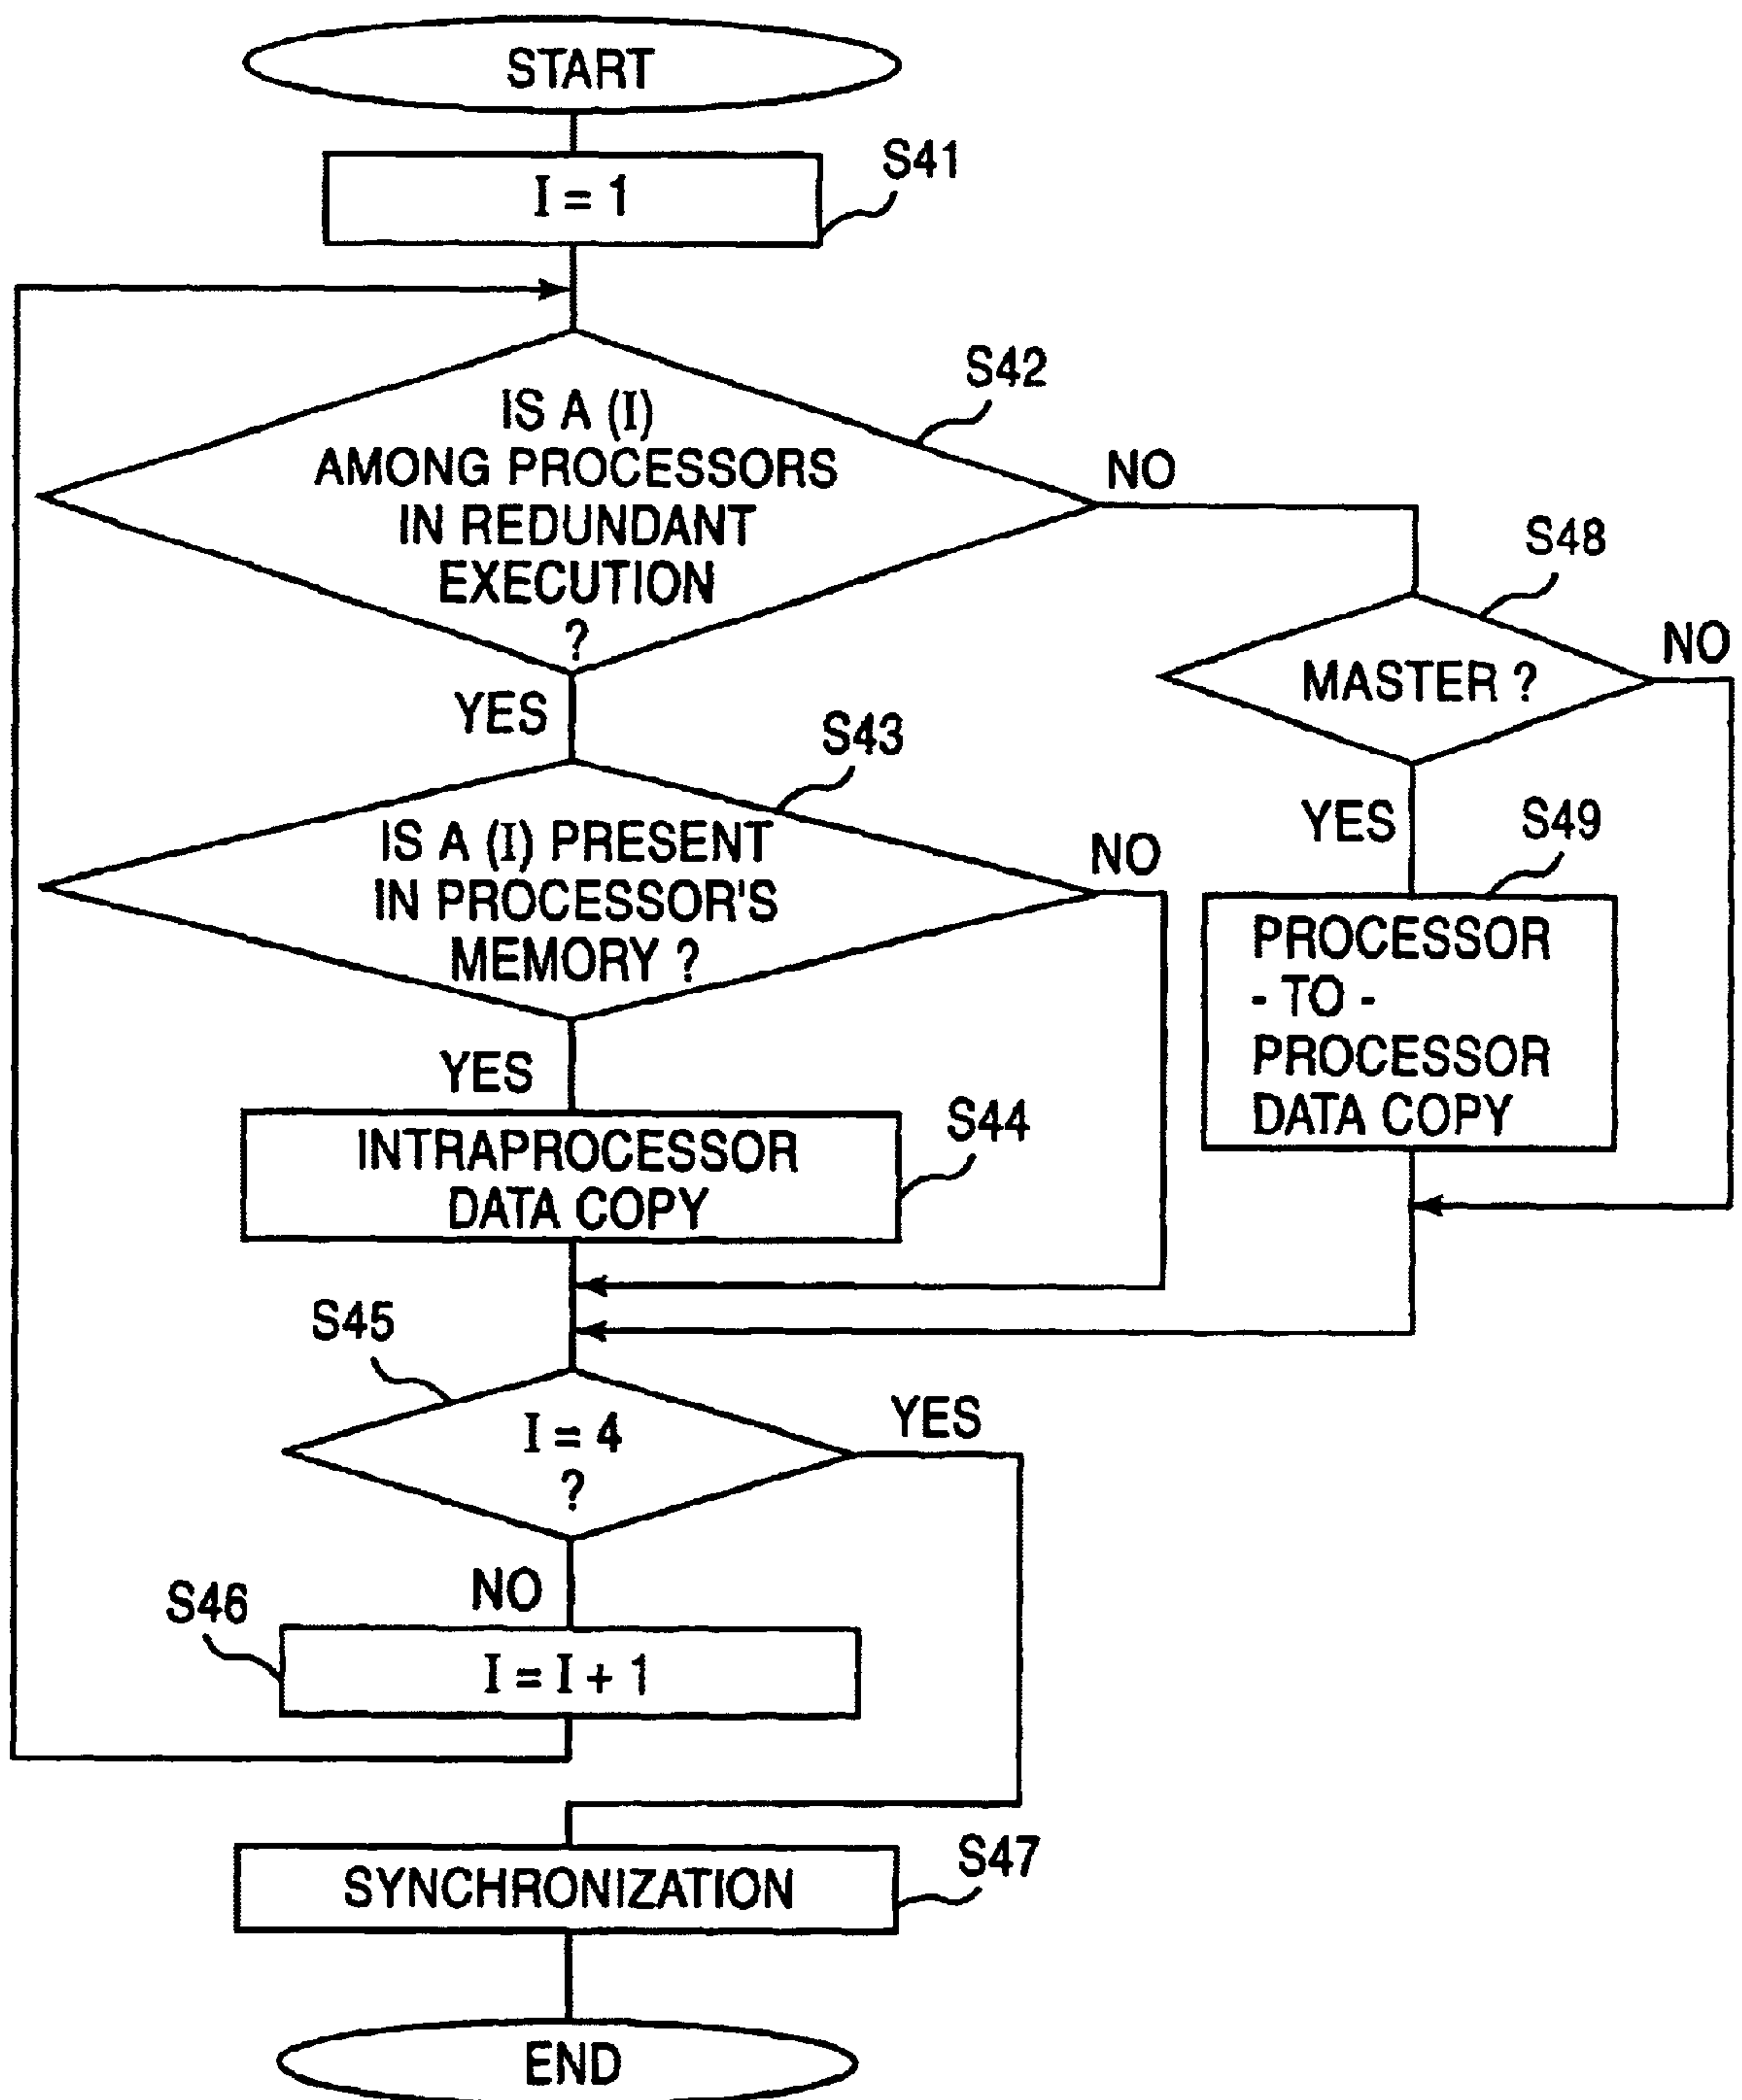 START
S41
I = 1
S42
IS A (I)
AMONG PROCESSORS
IN REDUNDANT
EXECUTION
?
NO
YES
S48
MASTER ?
NO
YES
S43
IS A (I) PRESENT
IN PROCESSOR'S
MEMORY ?
NO
YES
S49
PROCESSOR
- TO -
PROCESSOR
DATA COPY
S44
INTRAPROCESSOR
DATA COPY
S45
I = 4
?
YES
NO
S46
I = I + 1
S47
SYNCHRONIZATION
END